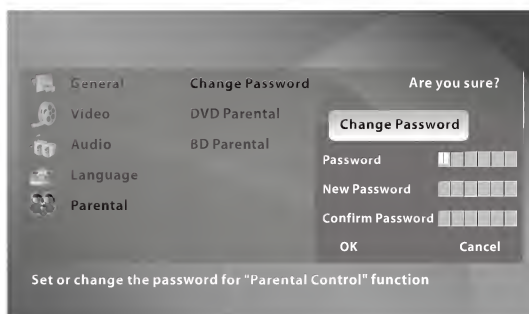 General
Video
Audio
Language
Parental
Change Password
DVD Parental
BD Parental
Are you sure?
Change Password
Password
New Password
Confirm Password
OK Cancel
Set or change the password for "Parental Control" function